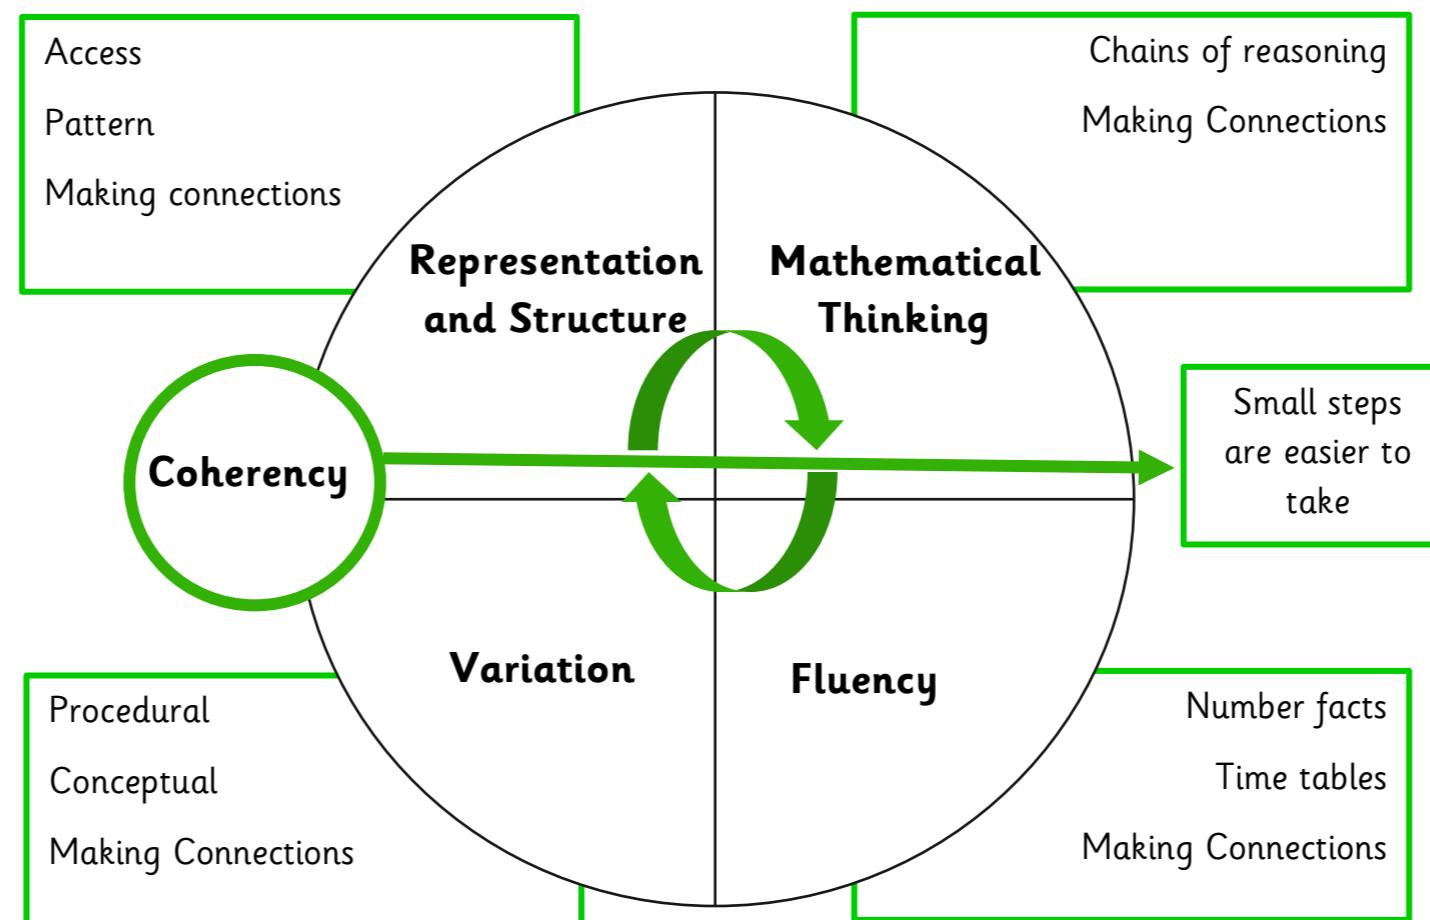 Access
Pattern
Making connections
Chains of reasoning
Making Connections
Representation
and Structure
Mathematical
Thinking
Coherency
Small steps
are easier to
take
Variation
Fluency
Procedural
Conceptual
Making Connections
Number facts
Time tables
Making Connections